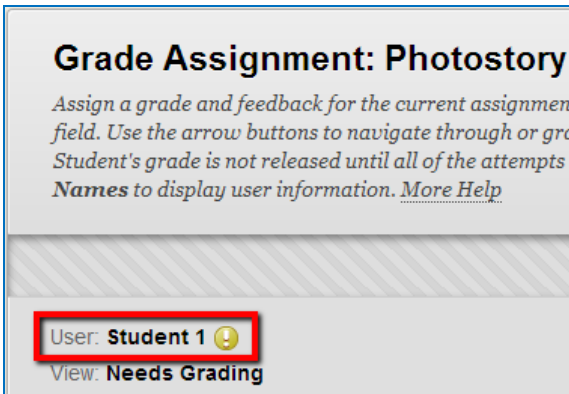 Grade Assignment: Photostory
Assign a grade and feedback for the current assignmen
field. Use the arrow buttons to navigate through or gra
Student's grade is not released until all of the attempts
Names to display user information. More Help
User: Student 1
View: Needs Grading